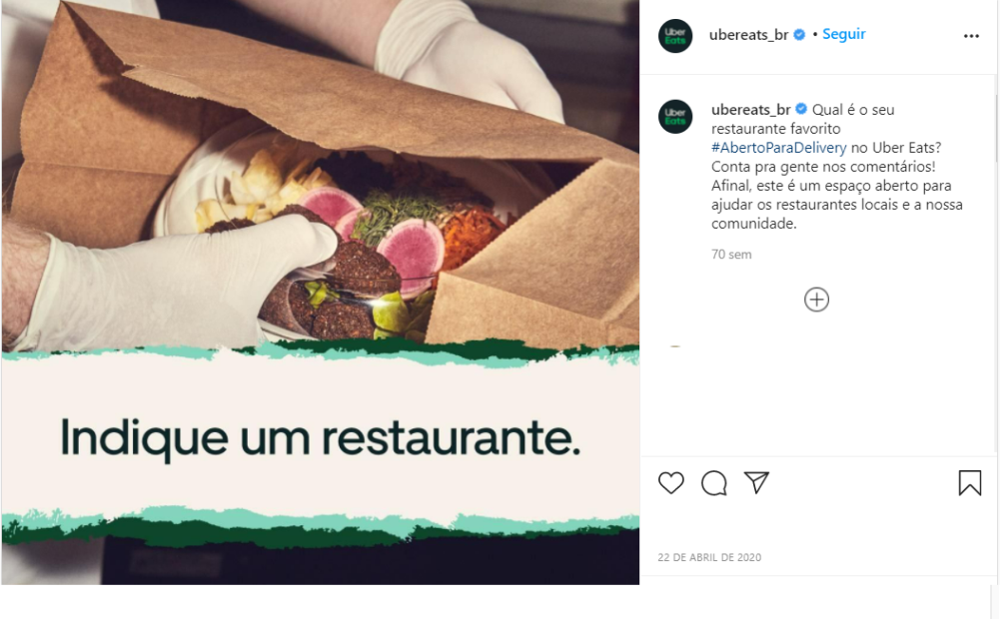 Indique um restaurante.
Uber
Eats
ubereats_br • Seguir
Uber
Eats
ubereats_br Qual é o seu
restaurante favorito
#AbertoParaDelivery no Uber Eats?
Conta pra gente nos comentários!
Afinal, este é um espaço aberto para
ajudar os restaurantes locais e a nossa
comunidade.
70 sem
22 DE ABRIL DE 2020